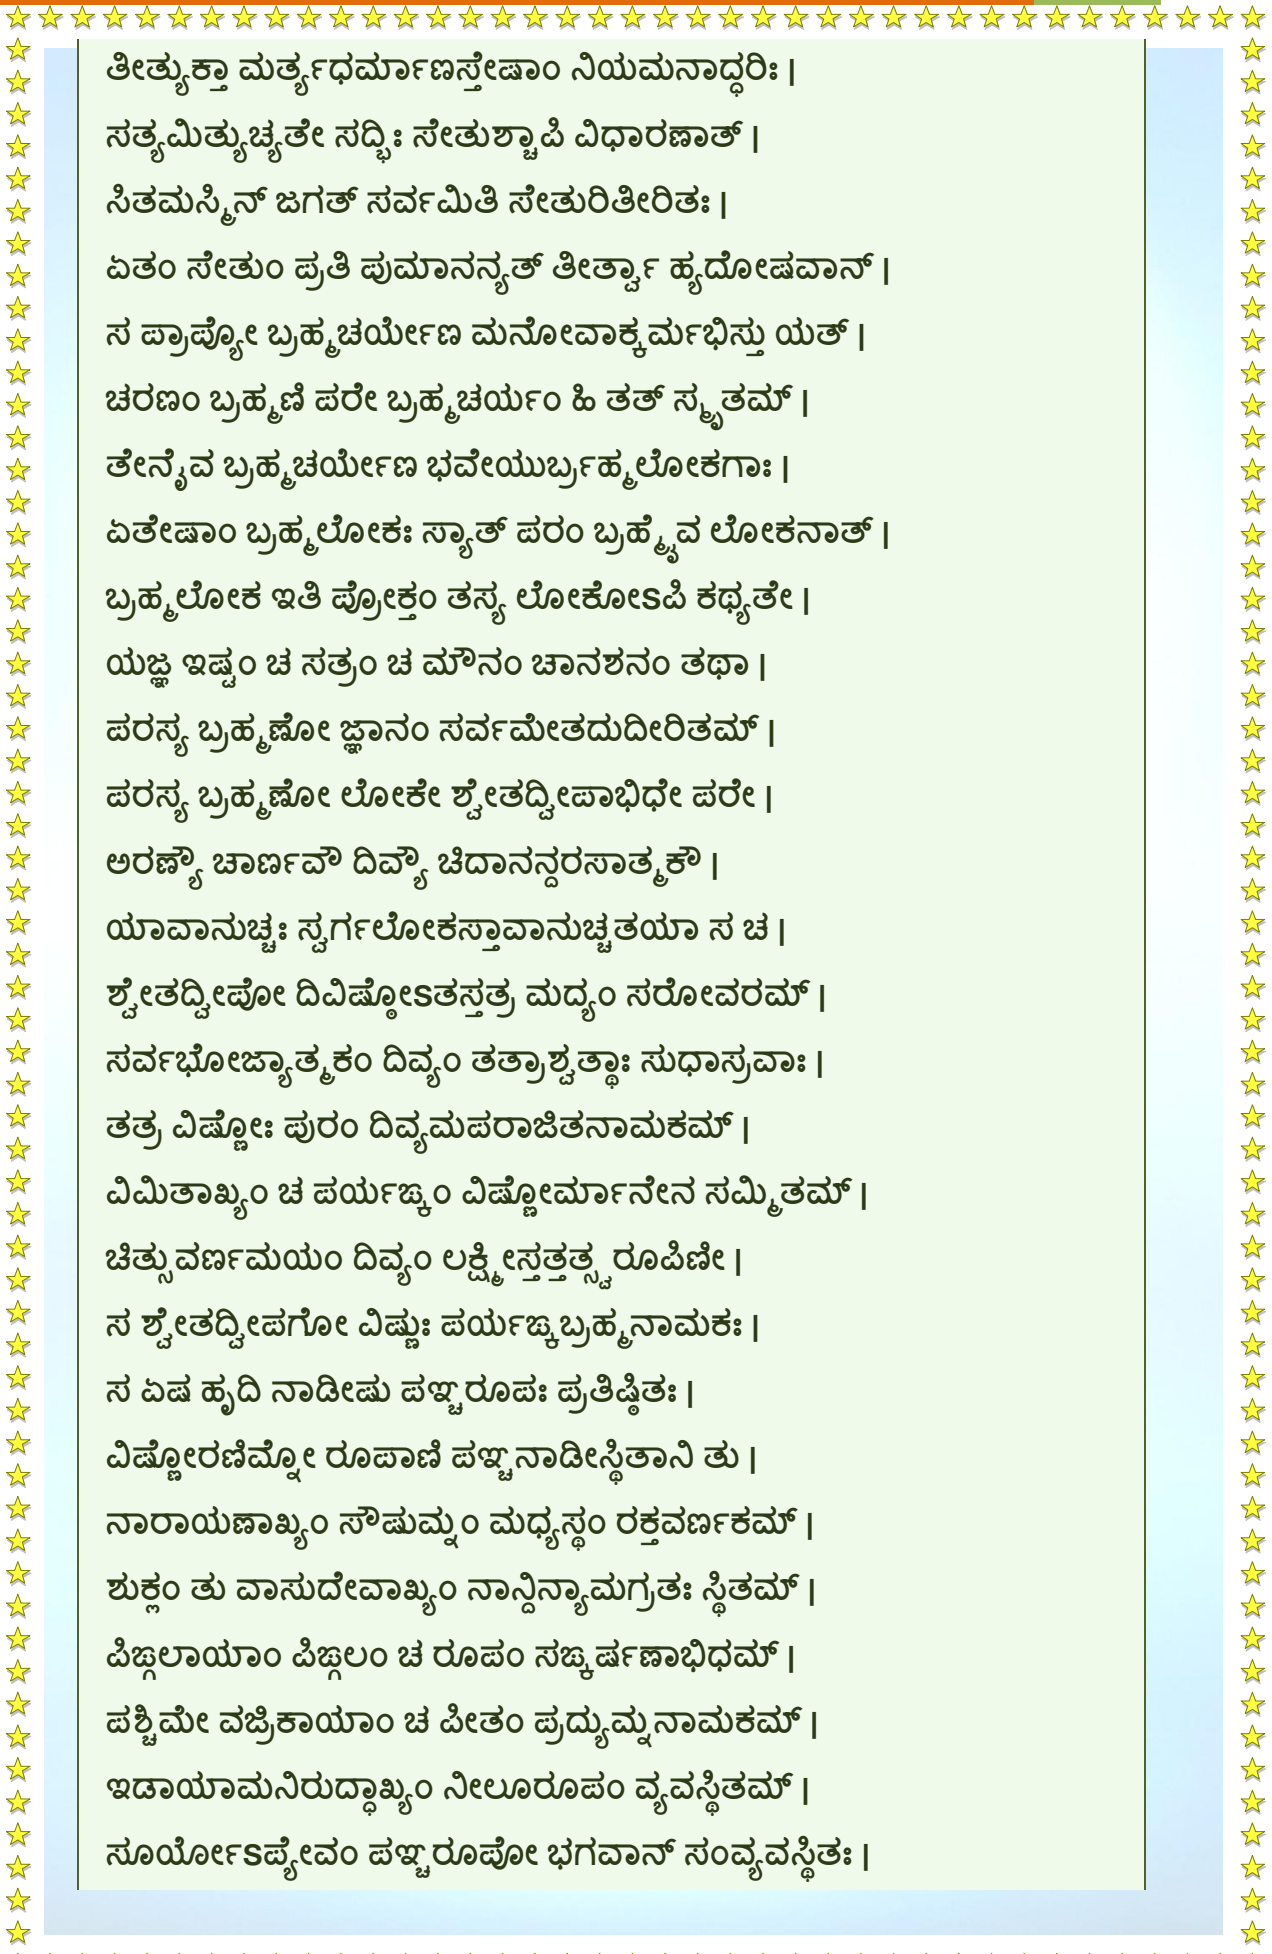 ತೀತ್ಯುಕ್ತಾ ಮರ್ತ್ಯಧರ್ಮಾಣಸ್ತೇಷಾಂ ನಿಯಮನಾದ್ಧರಿಃ |
ಸತ್ಯಮಿತ್ಯುಚ್ಯತೇ ಸದ್ಭಿಃ ಸೇತುಶ್ಚಾಪಿ ವಿಧಾರಣಾತ್ |
ಸಿತಮಸ್ಮಿನ್ ಜಗತ್ ಸರ್ವಮಿತಿ ಸೇತುರಿತೀರಿತಃ |
ಏತಂ ಸೇತುಂ ಪ್ರತಿ ಪುಮಾನನ್ಯತ್ ತೀರ್ತ್ವಾ ಹ್ಯದೋಷವಾನ್ |
ಸ ಪ್ರಾಪ್ಯೋ ಬ್ರಹ್ಮಚರ್ಯೇಣ ಮನೋವಾಕ್ಕರ್ಮಭಿಸ್ತು ಯತ್ |
ಚರಣಂ ಬ್ರಹ್ಮಣಿ ಪರೇ ಬ್ರಹ್ಮಚರ್ಯಂ ಹಿ ತತ್ ಸ್ಮೃತಮ್ |
ತೇನೈವ ಬ್ರಹ್ಮಚರ್ಯೇಣ ಭವೇಯುರ್ಬ್ರಹ್ಮಲೋಕಗಾಃ |
ಏತೇಷಾಂ ಬ್ರಹ್ಮಲೋಕಃ ಸ್ಯಾತ್ ಪರಂ ಬ್ರಹ್ಮೈವ ಲೋಕನಾತ್ |
ಬ್ರಹ್ಮಲೋಕ ಇತಿ ಪ್ರೋಕ್ತಂ ತಸ್ಯ ಲೋಕೋಽಪಿ ಕಥ್ಯತೇ |
ಯಜ್ಞ ಇಷ್ಟಂ ಚ ಸತ್ರಂ ಚ ಮೌನಂ ಚಾನಶನಂ ತಥಾ |
ಪರಸ್ಯ ಬ್ರಹ್ಮಣೋ ಜ್ಞಾನಂ ಸರ್ವಮೇತದುದೀರಿತಮ್ |
ಪರಸ್ಯ ಬ್ರಹ್ಮಣೋ ಲೋಕೇ ಶ್ವೇತದ್ವೀಪಾಭಿಧೇ ಪರೇ |
ಅರಣ್ಯೌ ಚಾರ್ಣವೌ ದಿವ್ಯೌ ಚಿದಾನನ್ದರಸಾತ್ಮಕೌ |
ಯಾವಾನುಚ್ಚಃ ಸ್ವರ್ಗಲೋಕಸ್ತಾವಾನುಚ್ಚತಯಾ ಸ ಚ |
ಶ್ವೇತದ್ವೀಪೋ ದಿವಿಷ್ಠೋಽತಸ್ತತ್ರ ಮದ್ಯಂ ಸರೋವರಮ್ |
ಸರ್ವಭೋಜ್ಯಾತ್ಮಕಂ ದಿವ್ಯಂ ತತ್ರಾಶ್ವತ್ಥಾಃ ಸುಧಾಸ್ರವಾಃ |
ತತ್ರ ವಿಷ್ಣೋಃ ಪುರಂ ದಿವ್ಯಮಪರಾಜಿತನಾಮಕಮ್ |
ವಿಮಿತಾಖ್ಯಂ ಚ ಪರ್ಯಙ್ಕಂ ವಿಷ್ಣೋರ್ಮಾನೇನ ಸಮ್ಮಿತಮ್ |
ಚಿತ್ಸುವರ್ಣಮಯಂ ದಿವ್ಯಂ ಲಕ್ಷ್ಮೀಸ್ತತ್ತತ್ಸ್ವರೂಪಿಣೀ |
ಸ ಶ್ವೇತದ್ವೀಪಗೋ ವಿಷ್ಣುಃ ಪರ್ಯಙ್ಕಬ್ರಹ್ಮನಾಮಕಃ |
ಸ ಏಷ ಹೃದಿ ನಾಡೀಷು ಪಞ್ಚರೂಪಃ ಪ್ರತಿಷ್ಠಿತಃ |
ವಿಷ್ಣೋರಣಿಮ್ನೋ ರೂಪಾಣಿ ಪಞ್ಚನಾಡೀಸ್ಥಿತಾನಿ ತು |
ನಾರಾಯಣಾಖ್ಯಂ ಸೌಷುಮ್ನಂ ಮಧ್ಯಸ್ಥಂ ರಕ್ತವರ್ಣಕಮ್ |
ಶುಕ್ಲಂ ತು ವಾಸುದೇವಾಖ್ಯಂ ನಾನ್ದಿನ್ಯಾಮಗ್ರತಃ ಸ್ಥಿತಮ್ |
ಪಿಙ್ಗಲಾಯಾಂ ಪಿಙ್ಗಲಂ ಚ ರೂಪಂ ಸಙ್ಕರ್ಷಣಾಭಿಧಮ್ |
ಪಶ್ಚಿಮೇ ವಜ್ರಿಕಾಯಾಂ ಚ ಪೀತಂ ಪ್ರದ್ಯುಮ್ನನಾಮಕಮ್ |
ಇಡಾಯಾಮನಿರುದ್ಧಾಖ್ಯಂ ನೀಲೂರೂಪಂ ವ್ಯವಸ್ಥಿತಮ್ |
ಸೂರ್ಯೋಽಪ್ಯೇವಂ ಪಞ್ಚರೂಪೋ ಭಗವಾನ್ ಸಂವ್ಯವಸ್ಥಿತಃ |